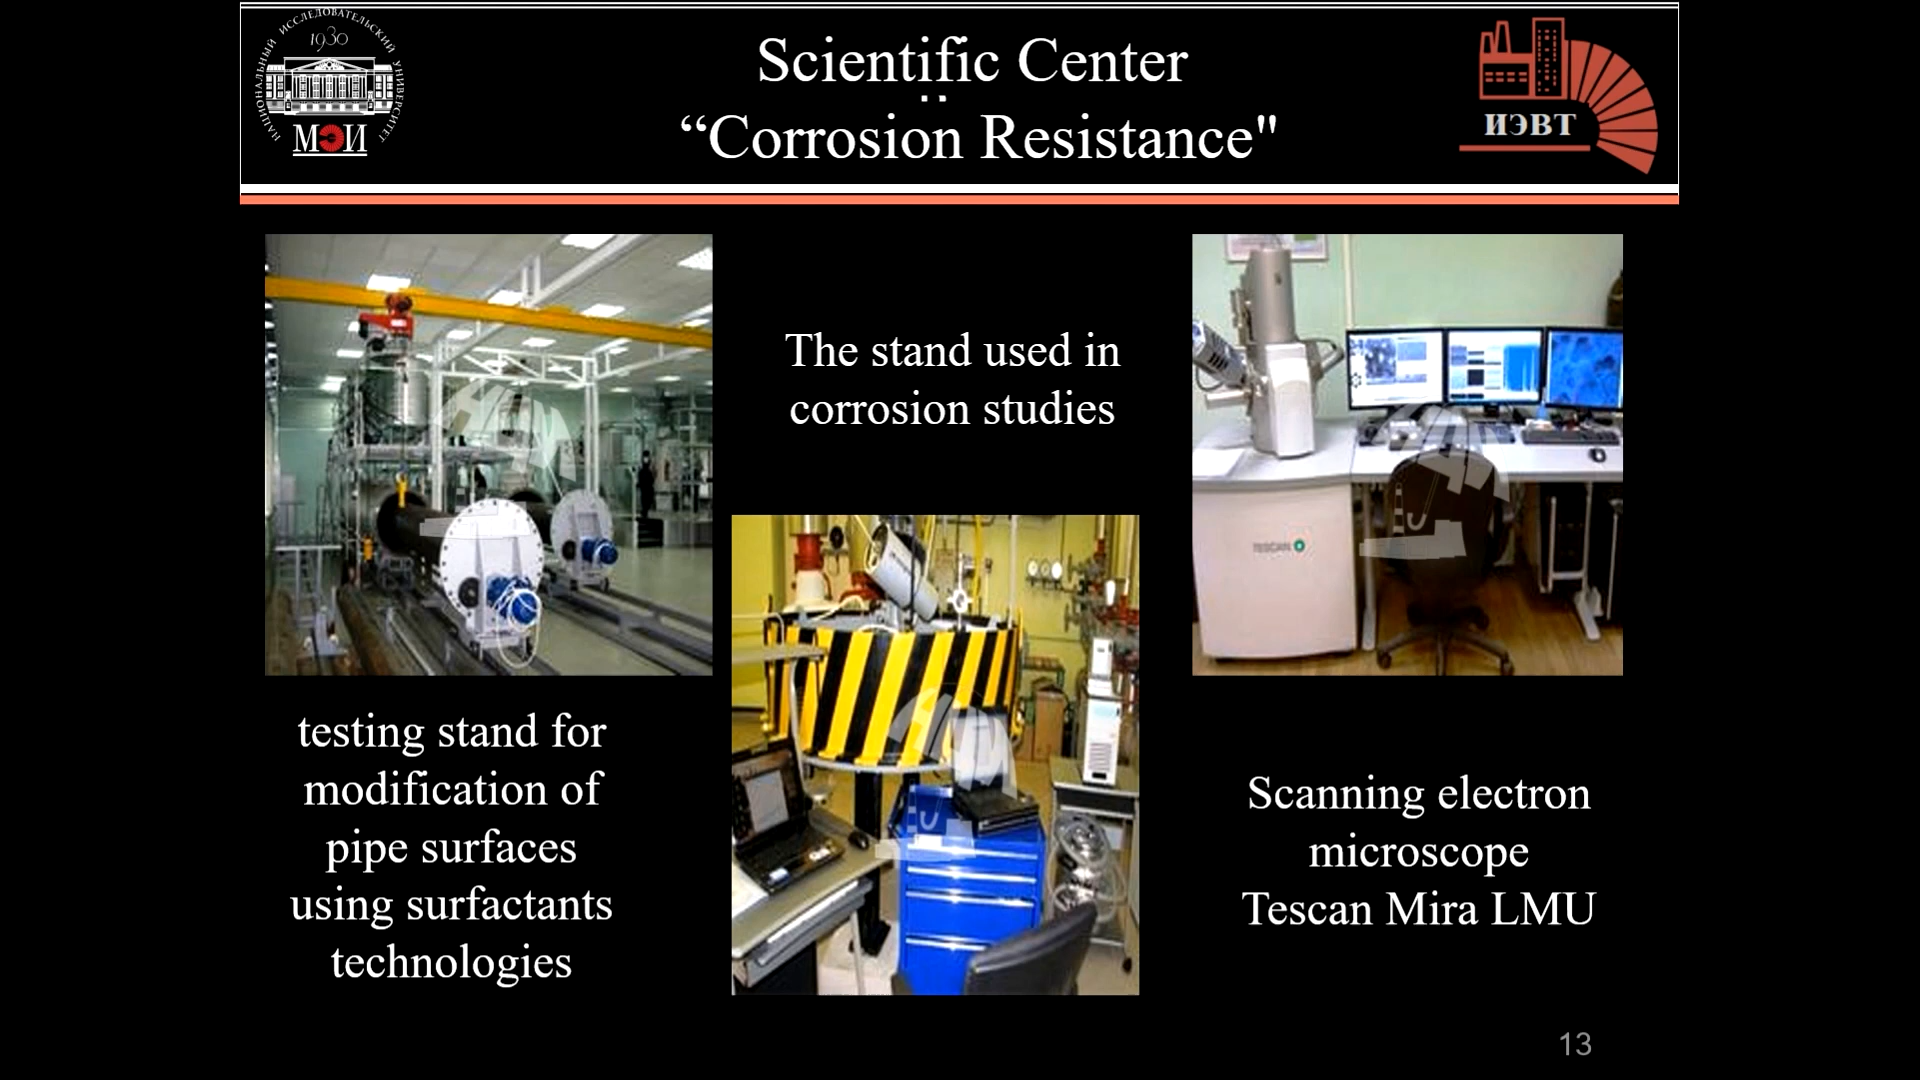 НАЦИОНАЛЬНЫЙ ИССЛЕДОВАТЕЛЬСКИЙ УНИВЕРСИТЕТ
1930
МЭИ
Scientific Center
“Corrosion Resistance"
ИЭВТ
The stand used in
corrosion studies
TESCAN
testing stand for
modification of
pipe surfaces
using surfactants
technologies
Scanning electron
microscope
Tescan Mira LMU
13